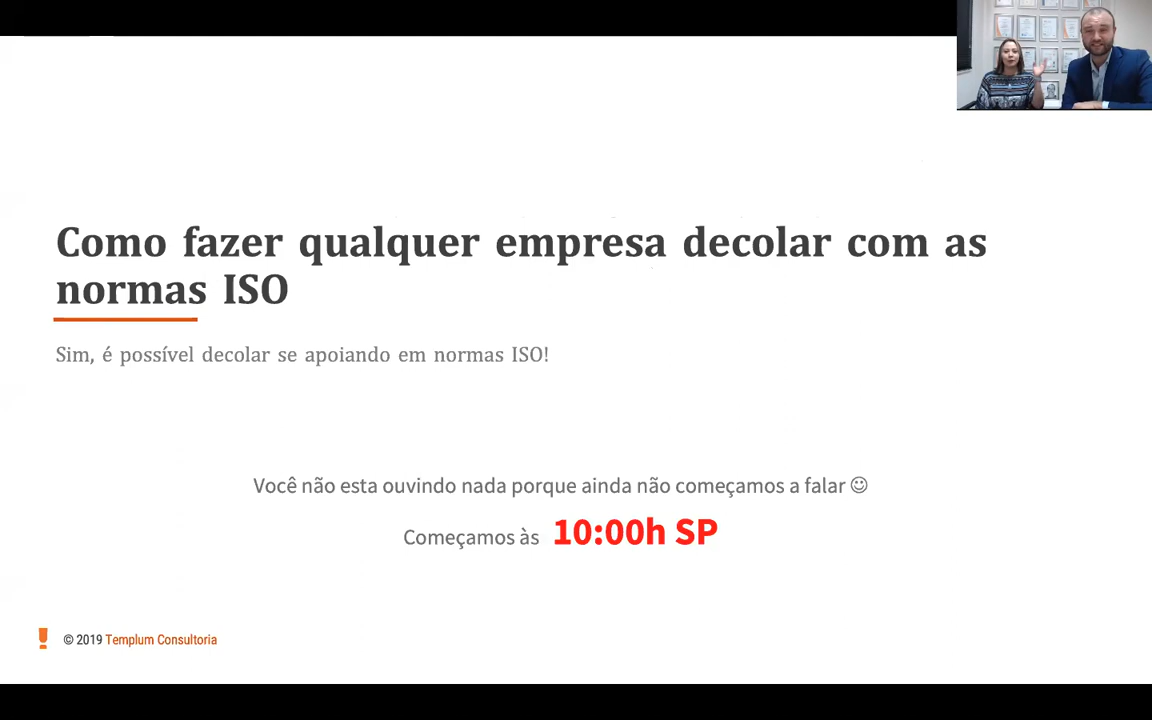 Como fazer qualquer empresa decolar com as
normas ISO
Sim, é possível decolar se apoiando em normas ISO!
Você não esta ouvindo nada porque ainda não começamos a falar ☺
Começamos às 10:00h SP
© 2019 Templum Consultoria